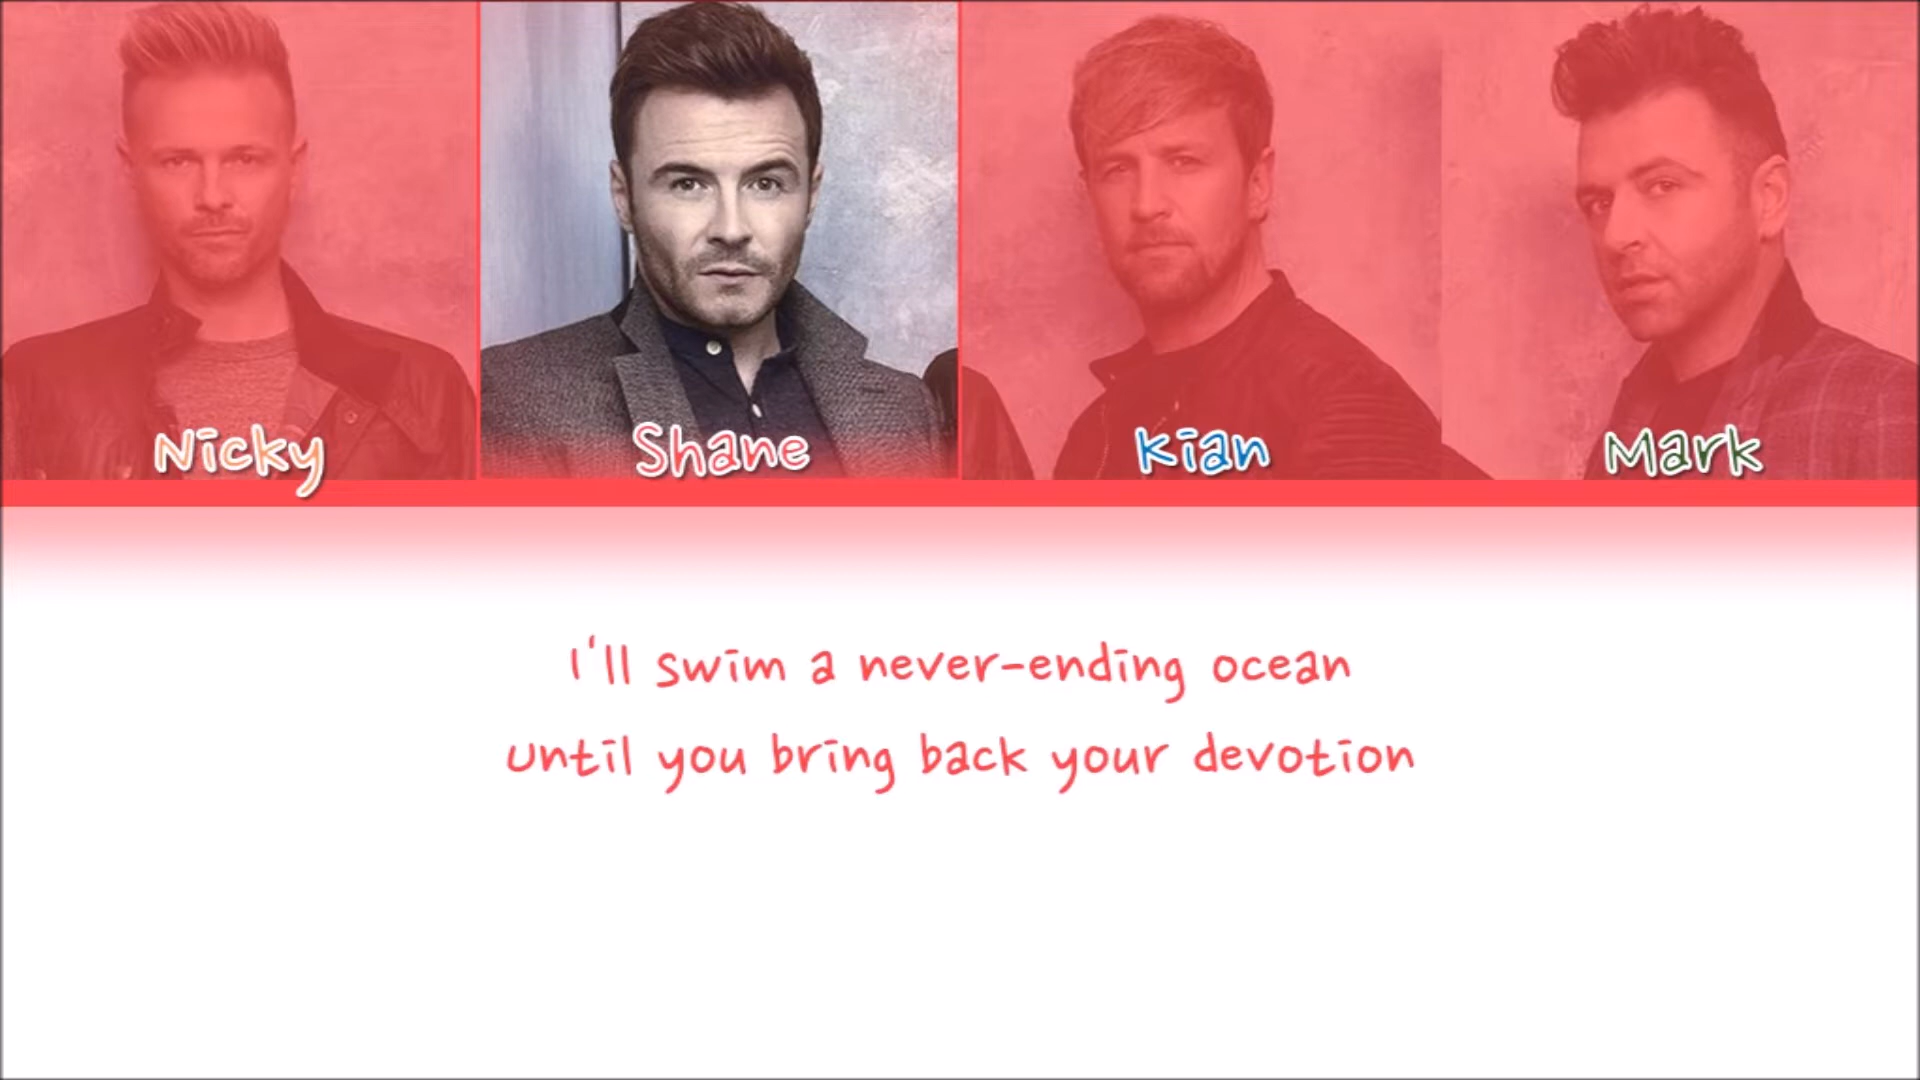 Nicky Shane Kian Mark
I'll swim a never-ending ocean
until you bring back your devotion